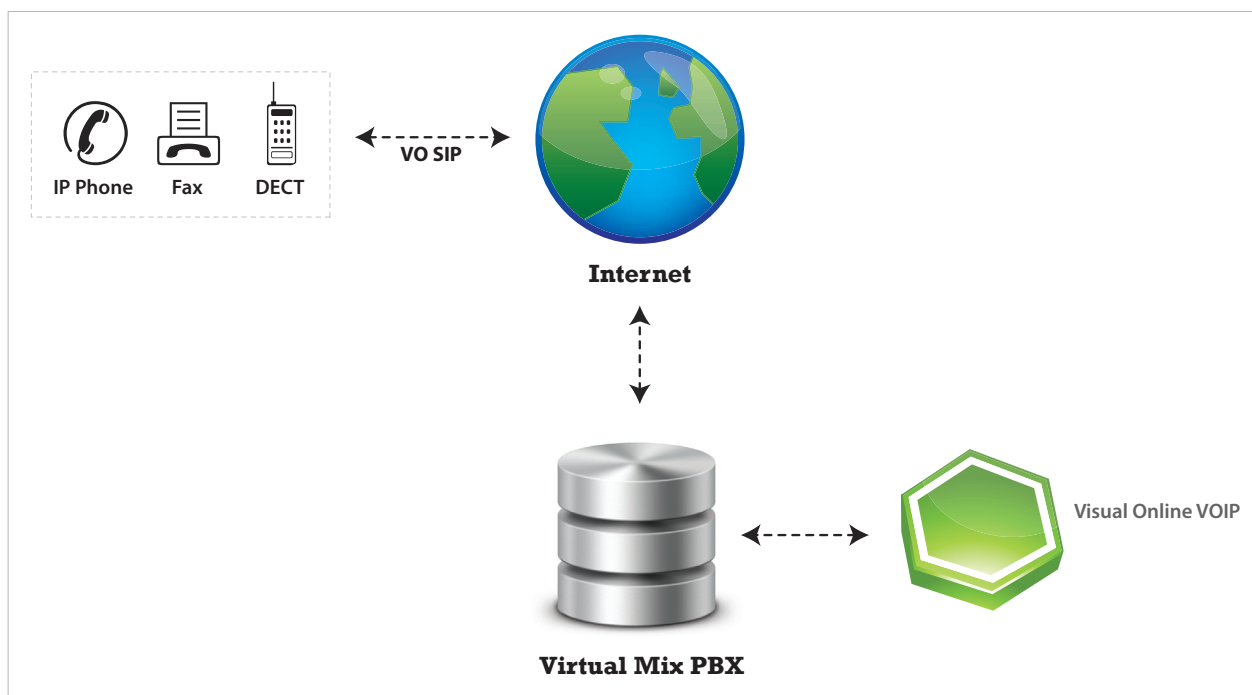 IP Phone
Fax
DECT
VO SIP
Internet
Visual Online VOIP
Virtual Mix PBX